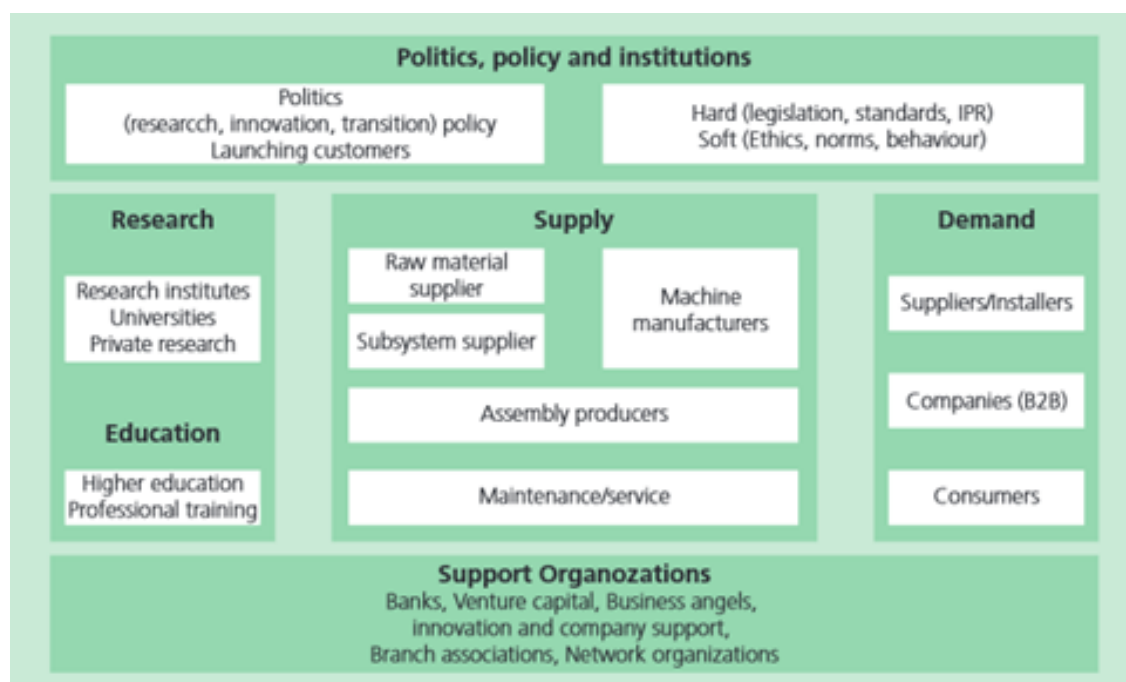 Politics, policy and institutions
Politics
(researcch, innovation, transition) policy
Launching customers
Hard (legislation, standards, IPR)
Soft (Ethics, norms, behaviour)
Research
Research institutes
Universities
Private research
Education
Higher education
Professional training
Supply
Raw material
supplier
Subsystem supplier
Machine
manufacturers
Assembly producers
Maintenance/service
Demand
Suppliers/Installers
Companies (B2B)
Consumers
Support Organozations
Banks, Venture capital, Business angels,
innovation and company support,
Branch associations, Network organizations